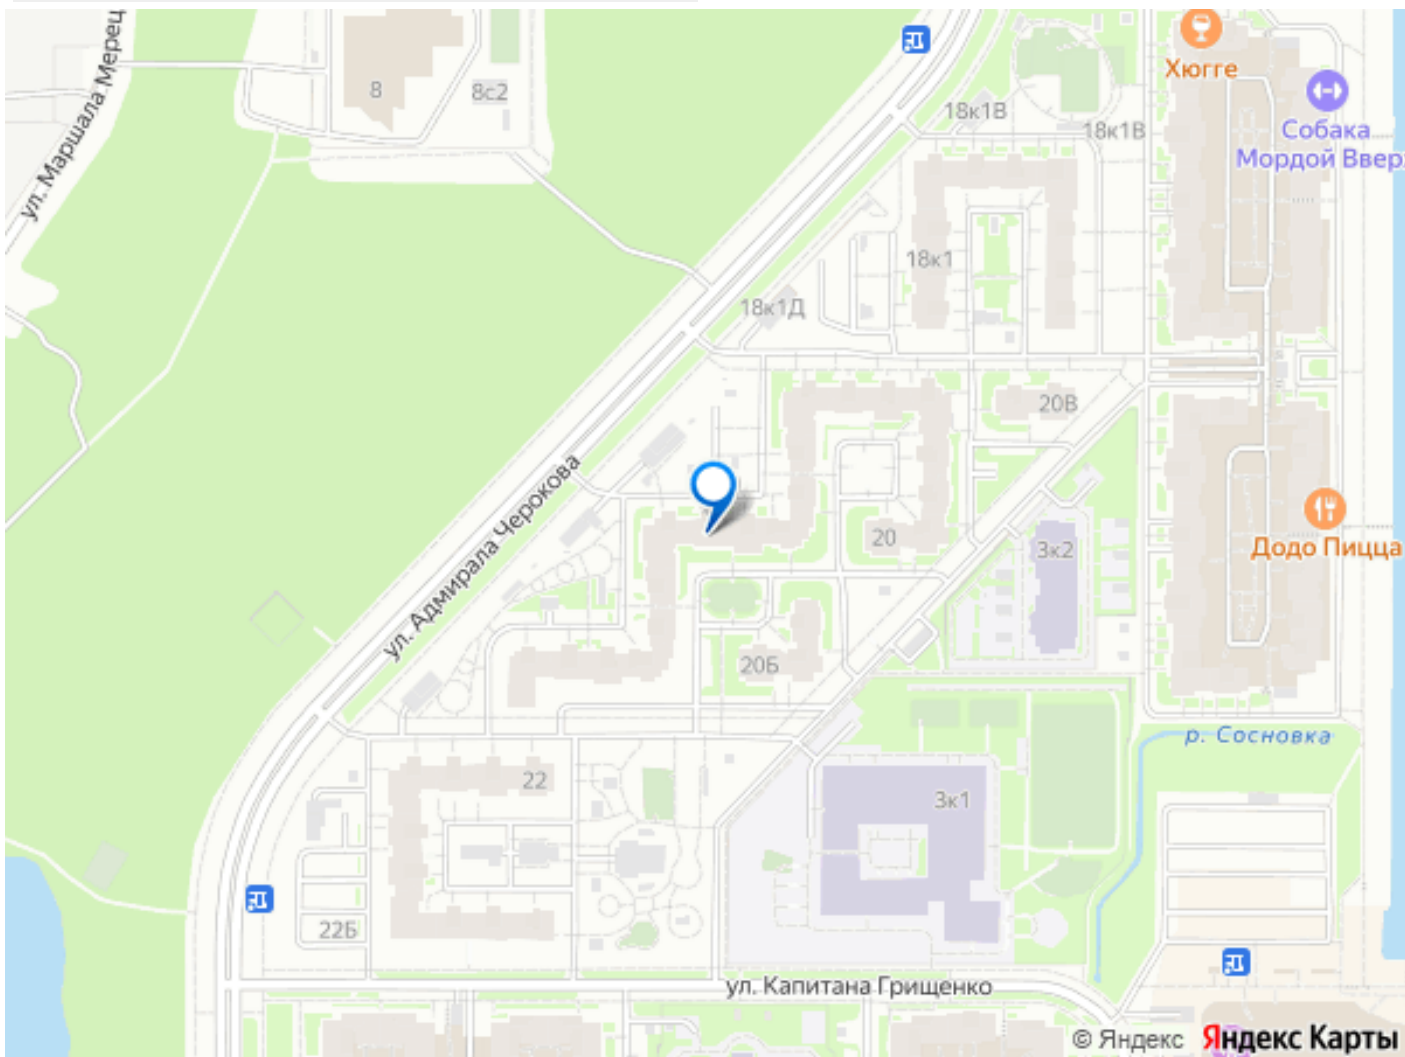 ул. Маршала Мерец
8
8с2
18к1В
18к1В
Хюгге
Собака
Мордой Ввер
18к1
18к1Д
20В
ул. Адмирала Черокова
20
3к2
Додо Пицца
20Б
р. Сосновка
22
3к1
22Б
ул. Капитана Грищенко
© Яндекс Яндекс Карты